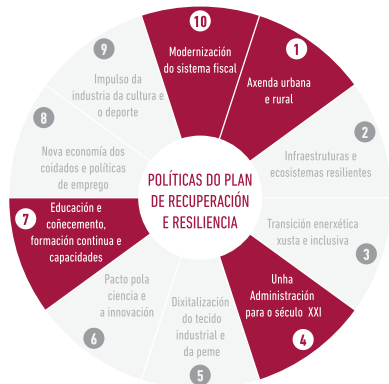 POLÍTICAS DO PLAN
DE RECUPERACIÓN
E RESILIENCIA
1
Axenda urbana
e rural
2
Infraestruturas e
ecosistemas resilientes
Transición enerxética
xusta e inclusiva
3
Unha
Administración
para o século XXI
4
Dixitalización
do tecido
industrial e
da peme
5
Pacto pola
ciencia e
a innovación
6
7
Educación e
coñecemento,
formación continua e
capacidades
8
Nova economía dos
coidados e políticas
de emprego
9
Impulso da
industria da cultura e
o deporte
10
Modernización
do sistema fiscal